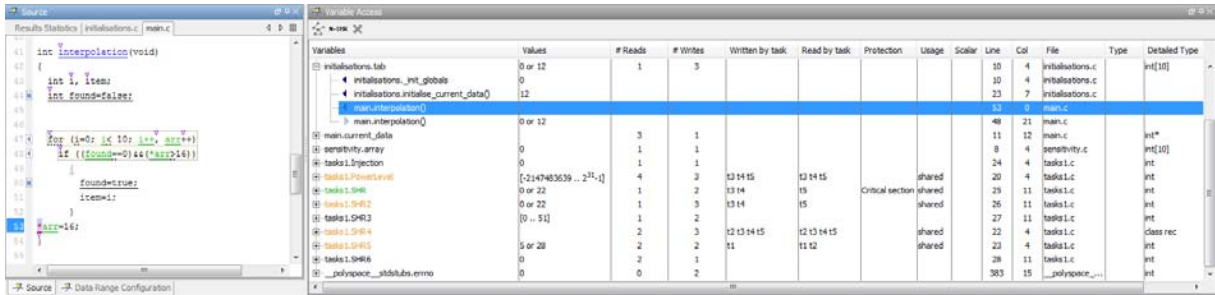 Source
Variable Access
Results Statistics initialisations.c main.c
Variables Values # Reads # Writes Written by task Read by task Protection Usage Scalar Line Col File Type Detailed Type
41 int interpolation(void)
42 {
43 int i, item;
44 int found=false;
47 for (i=0; i< 10; i++, arr++)
48 if ((found==0)&&(*arr>16))
50 found=true;
51 item=i;
52 }
53 *arr=16;
54 }
Source Data Range Configuration
initialisations.tab 0 or 12 1 3 10 4 initialisations.c int[10]
initialisations._init_globals 0 10 4 initialisations.c
initialisations.initialise_current_data() 12 23 7 initialisations.c
main.interpolation() 53 0 main.c
main.interpolation() 0 or 12 48 21 main.c
main.current_data 3 1 11 12 main.c int*
sensitivity.array 0 1 1 8 4 sensitivity.c int[10]
tasks1.Injection 0 1 1 24 4 tasks1.c int
tasks1.PowerLevel [-2147483639 .. 2^31-1] 4 3 t3 t4 t5 t3 t4 t5 shared 20 4 tasks1.c int
tasks1.SHR 0 or 22 1 2 t3 t4 t5 Critical section shared 25 11 tasks1.c int
tasks1.SHR2 0 or 22 1 3 t3 t4 t5 shared 26 11 tasks1.c int
tasks1.SHR3 [0 .. 51] 1 2 27 11 tasks1.c int
tasks1.SHR4 2 3 t2 t3 t4 t5 t2 t3 t4 t5 shared 22 4 tasks1.c class rec
tasks1.SHR5 5 or 28 2 2 t1 t1 t2 shared 23 4 tasks1.c int
tasks1.SHR6 0 2 1 28 11 tasks1.c int
__polyspace__stdstubs.errno 0 0 2 383 15 __polyspace_... int